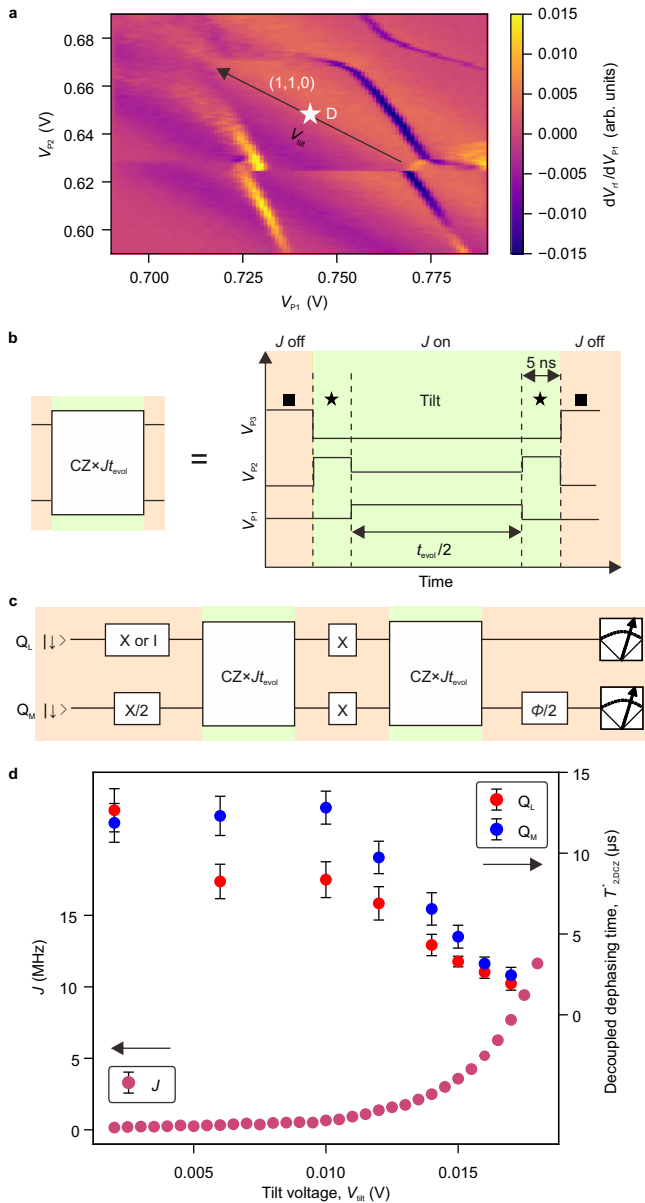 a
0.69
0.68
0.66
0.64
0.62
0.60
V_P2 (V)
(1,1,0)
D
V_tilt
0.700
0.725
0.750
0.775
V_P1 (V)
0.015
0.010
0.005
0.000
−0.005
−0.010
−0.015
dV_rf/dV_P1 (arb. units)
b
J off
J on
J off
5 ns
Tilt
V_P3
V_P2
V_P1
CZ×Jt_evol
=
t_evol/2
Time
c
Q_L |↓>
X or I
CZ×Jt_evol
X
CZ×Jt_evol
Q_M |↓>
X/2
X
Φ/2
d
15
10
5
0
J (MHz)
Q_L
Q_M
J
15
10
5
0
Decoupled dephasing time, T*_2,DCZ (µs)
0.005
0.010
0.015
Tilt voltage, V_tilt (V)